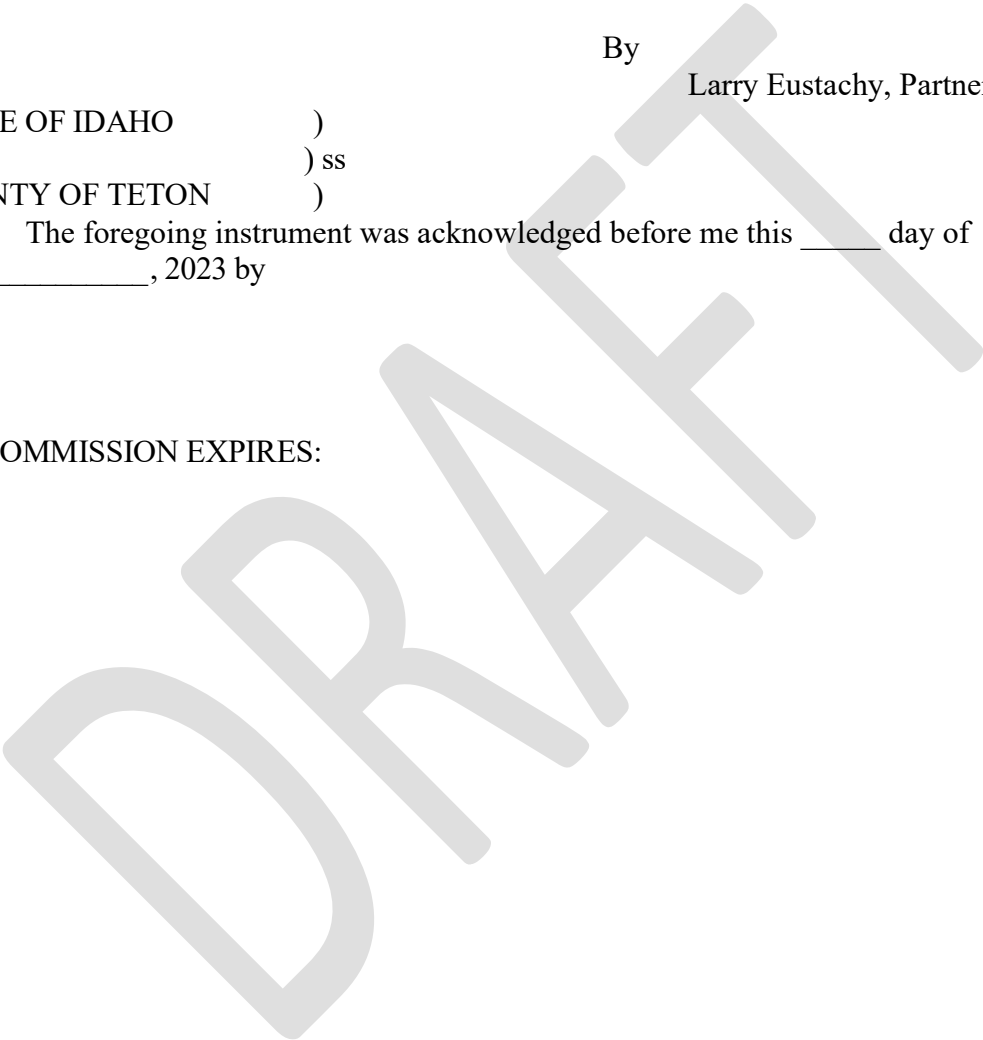 By
Larry Eustachy, Partner
E OF IDAHO )
) ss
NTY OF TETON )
The foregoing instrument was acknowledged before me this _____ day of
__________, 2023 by
OMMISSION EXPIRES:
DRAFT